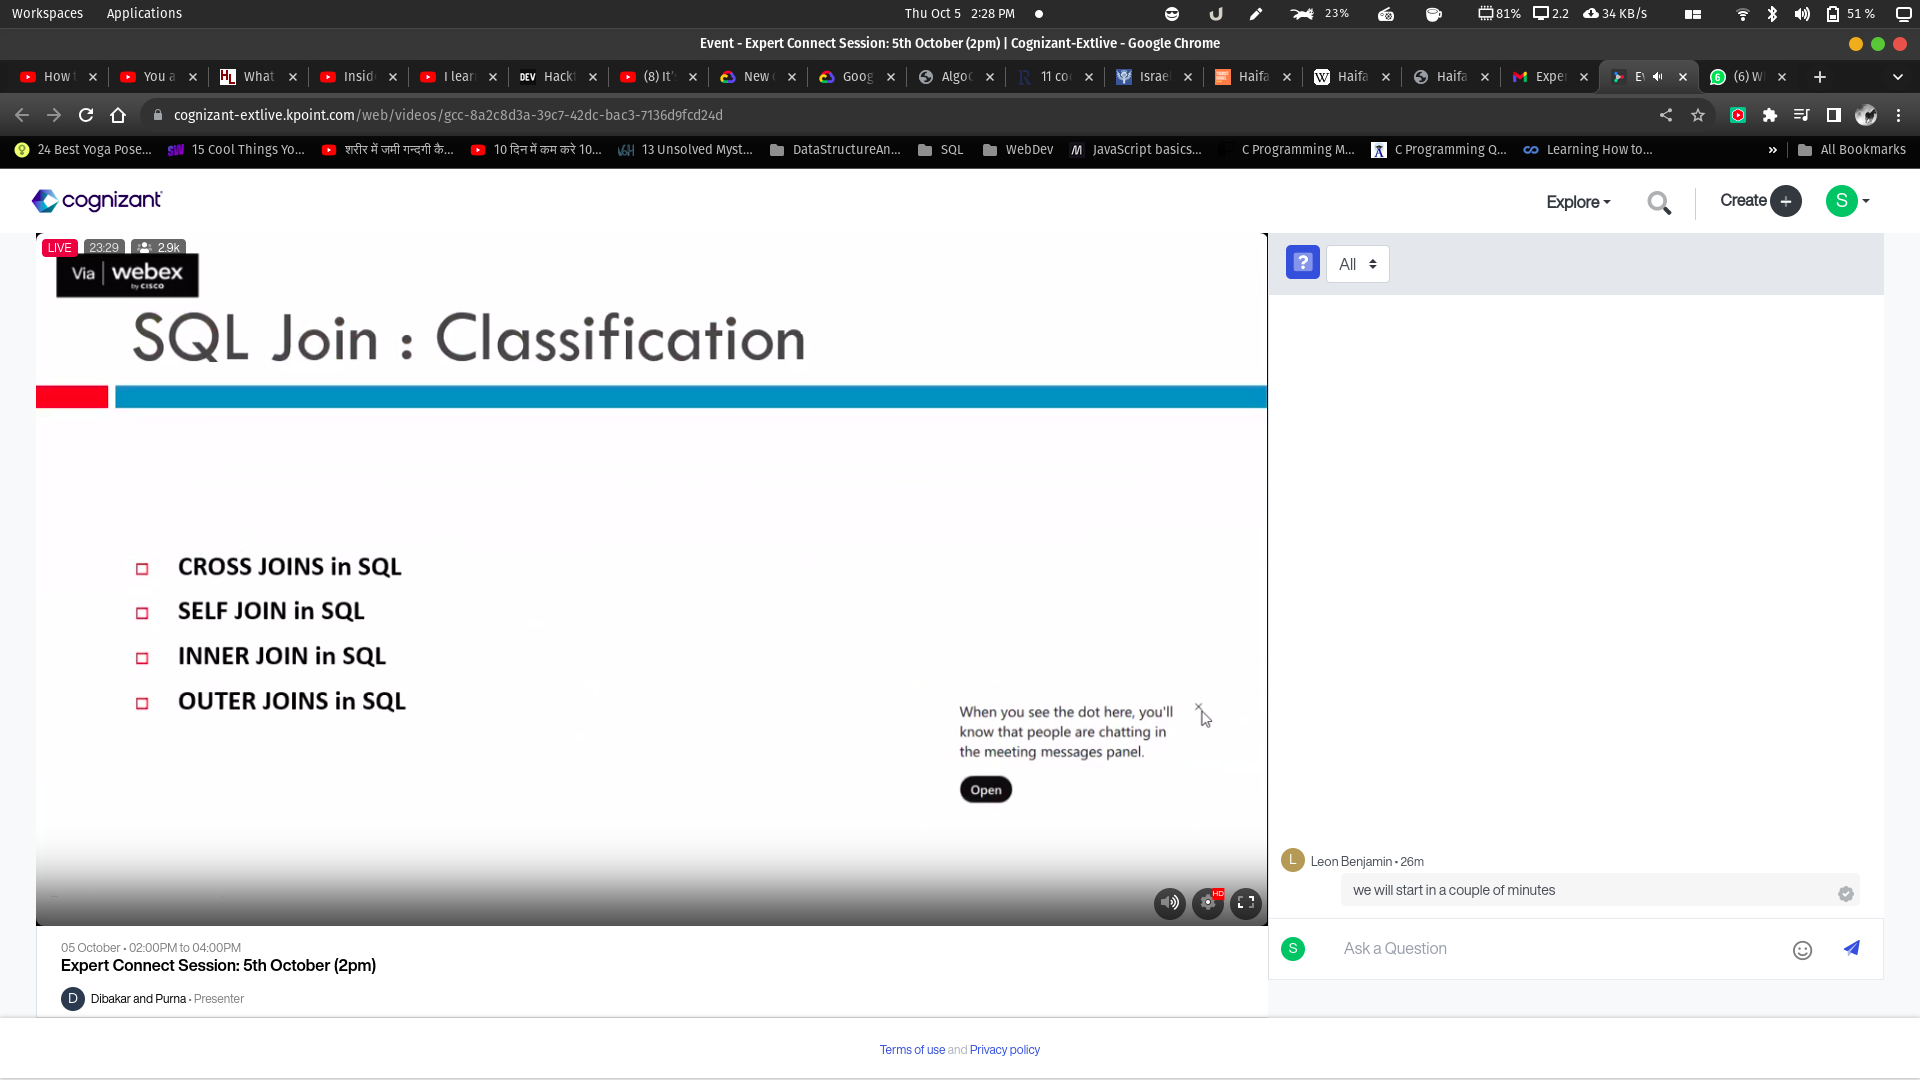 Workspaces Applications Thu Oct 5 2:28 PM 23% 81% 2.2 34 KB/s 51 %
Event - Expert Connect Session: 5th October (2pm) | Cognizant-Extlive - Google Chrome
How You a What Insid I lear DEV Hack (8) It' New Goog AlgoC 11 co Israe Haifa Haifa Haifa Expe (6) W
cognizant-extlive.kpoint.com/web/videos/gcc-8a2c8d3a-39c7-42dc-bac3-7136d9fcd24d
24 Best Yoga Pose... 15 Cool Things Yo... शरीर में जमी गन्दगी कै... 10 दिन में कम करे 10... 13 Unsolved Myst... DataStructureAn... SQL WebDev JavaScript basics... C Programming M... C Programming Q... Learning How to... » All Bookmarks
cognizant Explore Create S
LIVE 23:29 2.9k
Via | webex
by CISCO
? All
SQL Join : Classification
CROSS JOINS in SQL
SELF JOIN in SQL
INNER JOIN in SQL
OUTER JOINS in SQL
When you see the dot here, you'll
know that people are chatting in
the meeting messages panel.
Open
HD
L Leon Benjamin • 26m
we will start in a couple of minutes
S Ask a Question
05 October • 02:00PM to 04:00PM
Expert Connect Session: 5th October (2pm)
D Dibakar and Purna • Presenter
Terms of use and Privacy policy